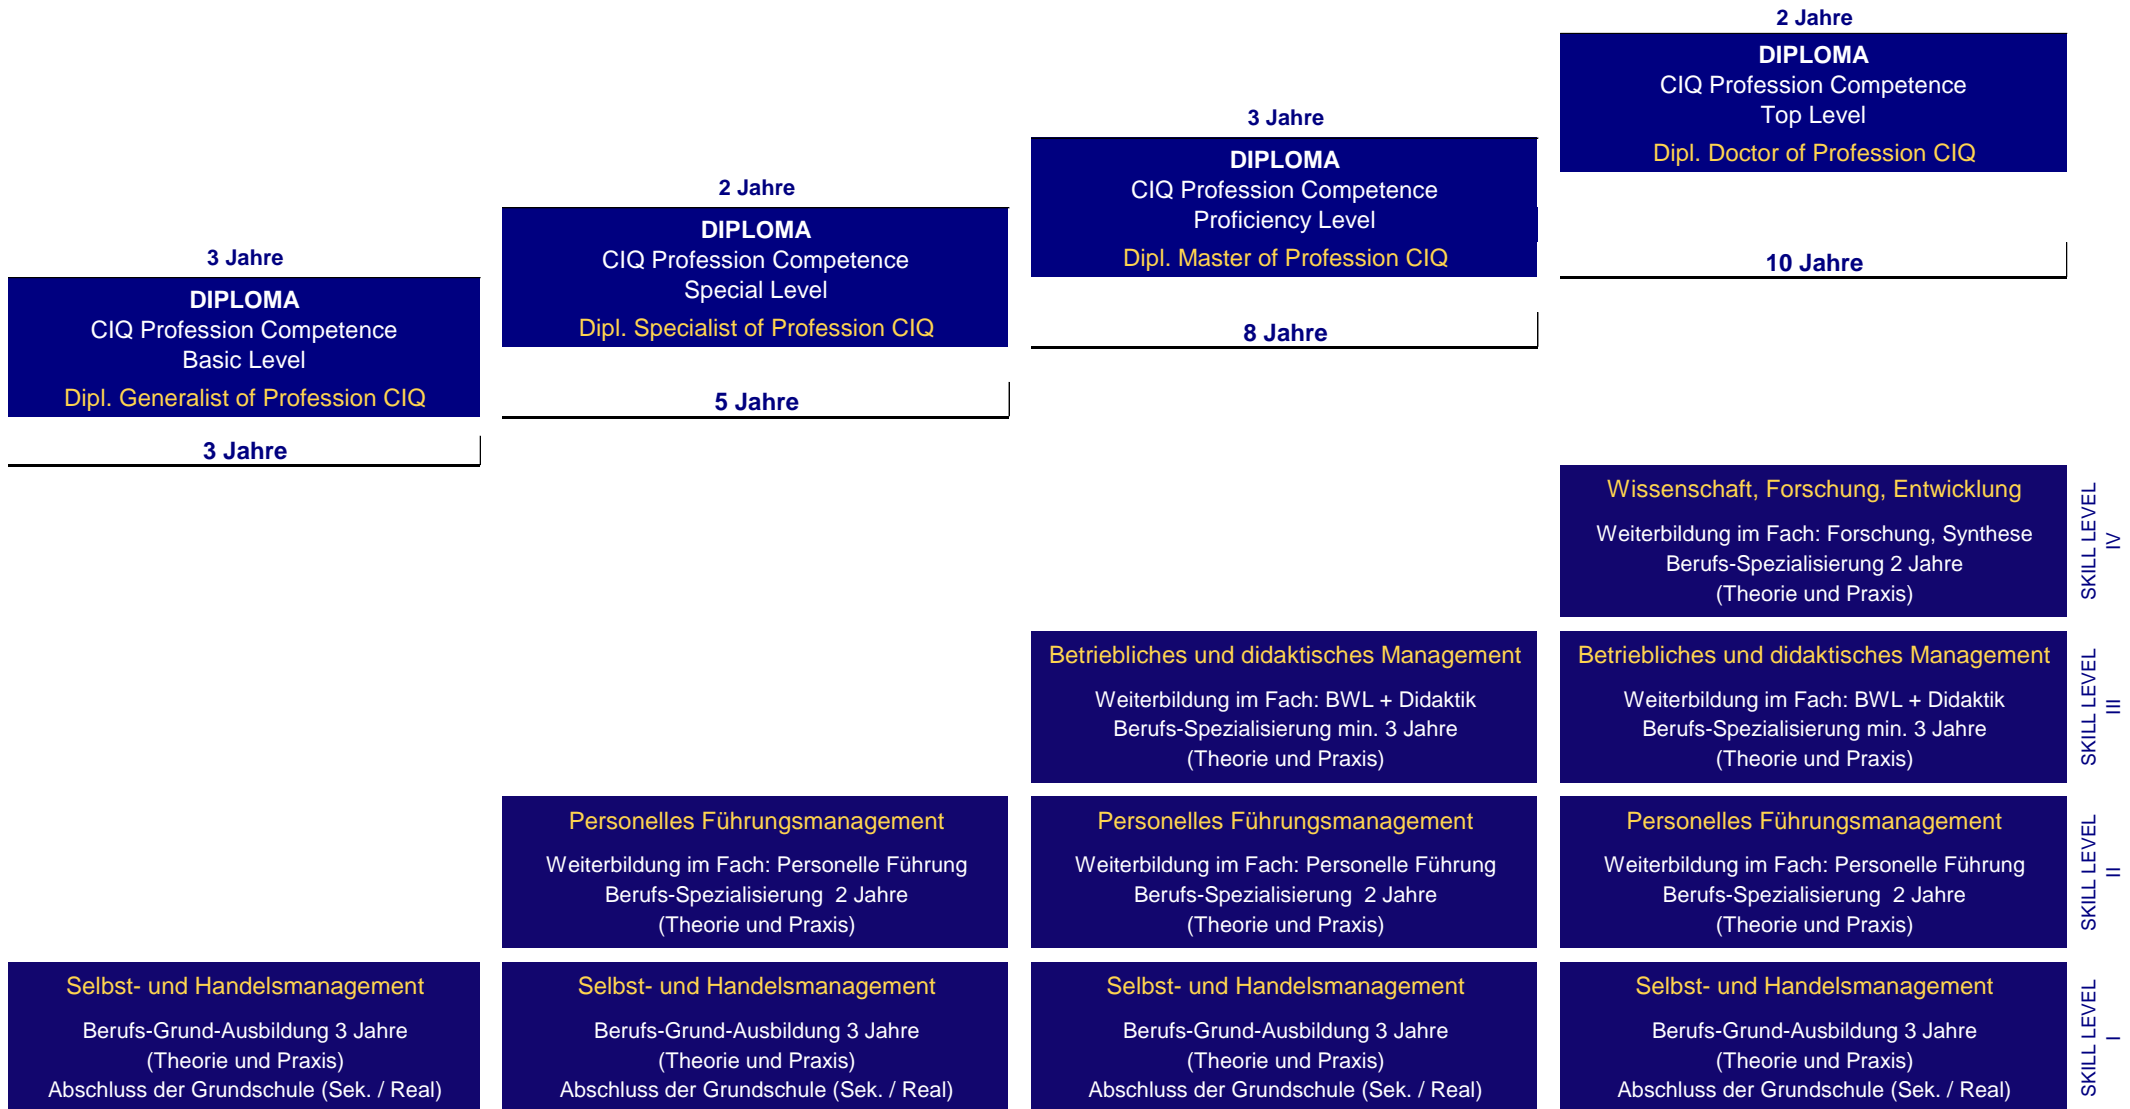 2 Jahre
DIPLOMA
CIQ Profession Competence
Top Level
Dipl. Doctor of Profession CIQ
10 Jahre
3 Jahre
DIPLOMA
CIQ Profession Competence
Proficiency Level
Dipl. Master of Profession CIQ
8 Jahre
2 Jahre
DIPLOMA
CIQ Profession Competence
Special Level
Dipl. Specialist of Profession CIQ
5 Jahre
3 Jahre
DIPLOMA
CIQ Profession Competence
Basic Level
Dipl. Generalist of Profession CIQ
3 Jahre
Wissenschaft, Forschung, Entwicklung
Weiterbildung im Fach: Forschung, Synthese
Berufs-Spezialisierung 2 Jahre
(Theorie und Praxis)
SKILL LEVEL
IV
Betriebliches und didaktisches Management
Weiterbildung im Fach: BWL + Didaktik
Berufs-Spezialisierung min. 3 Jahre
(Theorie und Praxis)
Betriebliches und didaktisches Management
Weiterbildung im Fach: BWL + Didaktik
Berufs-Spezialisierung min. 3 Jahre
(Theorie und Praxis)
SKILL LEVEL
III
Personelles Führungsmanagement
Weiterbildung im Fach: Personelle Führung
Berufs-Spezialisierung 2 Jahre
(Theorie und Praxis)
Personelles Führungsmanagement
Weiterbildung im Fach: Personelle Führung
Berufs-Spezialisierung 2 Jahre
(Theorie und Praxis)
Personelles Führungsmanagement
Weiterbildung im Fach: Personelle Führung
Berufs-Spezialisierung 2 Jahre
(Theorie und Praxis)
SKILL LEVEL
II
Selbst- und Handelsmanagement
Berufs-Grund-Ausbildung 3 Jahre
(Theorie und Praxis)
Abschluss der Grundschule (Sek. / Real)
Selbst- und Handelsmanagement
Berufs-Grund-Ausbildung 3 Jahre
(Theorie und Praxis)
Abschluss der Grundschule (Sek. / Real)
Selbst- und Handelsmanagement
Berufs-Grund-Ausbildung 3 Jahre
(Theorie und Praxis)
Abschluss der Grundschule (Sek. / Real)
Selbst- und Handelsmanagement
Berufs-Grund-Ausbildung 3 Jahre
(Theorie und Praxis)
Abschluss der Grundschule (Sek. / Real)
SKILL LEVEL
I